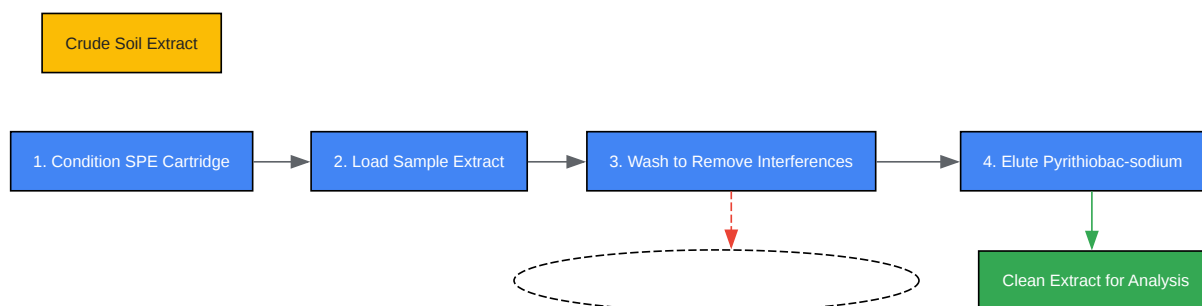 Crude Soil Extract
1. Condition SPE Cartridge
2. Load Sample Extract
3. Wash to Remove Interferences
4. Elute Pyrithiobac-sodium
Clean Extract for Analysis